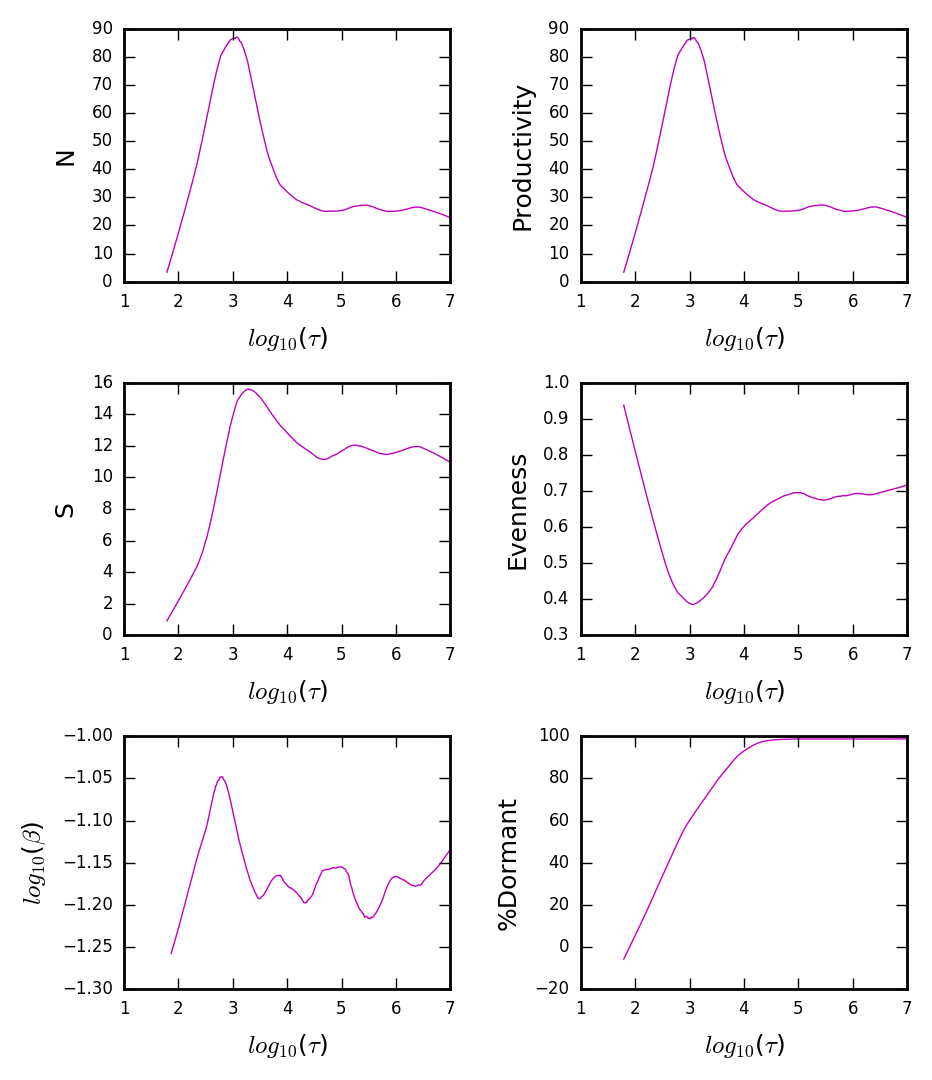 90
80
70
60
50
40
30
20
10
0
N
1 2 3 4 5 6 7
log10(τ)
90
80
70
60
50
40
30
20
10
0
Productivity
1 2 3 4 5 6 7
log10(τ)
16
14
12
10
8
6
4
2
0
S
1 2 3 4 5 6 7
log10(τ)
1.0
0.9
0.8
0.7
0.6
0.5
0.4
0.3
Evenness
1 2 3 4 5 6 7
log10(τ)
−1.00
−1.05
−1.10
−1.15
−1.20
−1.25
−1.30
log10(β)
1 2 3 4 5 6 7
log10(τ)
100
80
60
40
20
0
−20
%Dormant
1 2 3 4 5 6 7
log10(τ)